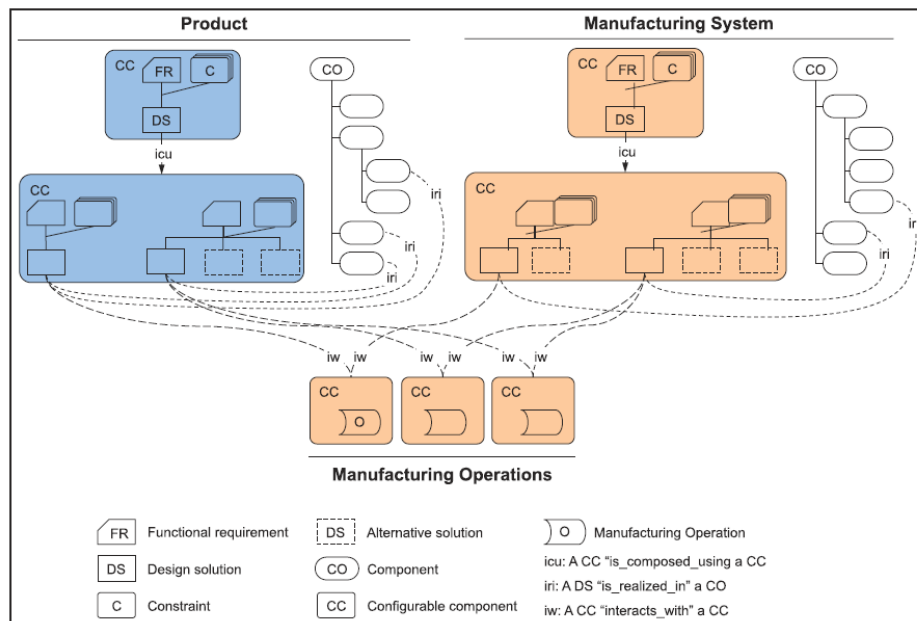 Product
Manufacturing System
CC
FR
C
DS
icu
CO
CC
FR
C
DS
icu
CO
CC
iri
iri
iri
CC
ir
iri
iw
iw
iw
iw
iw
iw
CC
O
CC
CC
Manufacturing Operations
FR Functional requirement
DS Alternative solution
O Manufacturing Operation
DS Design solution
CO Component
icu: A CC “is_composed_using a CC
iri: A DS “is_realized_in” a CO
C Constraint
CC Configurable component
iw: A CC “interacts_with” a CC